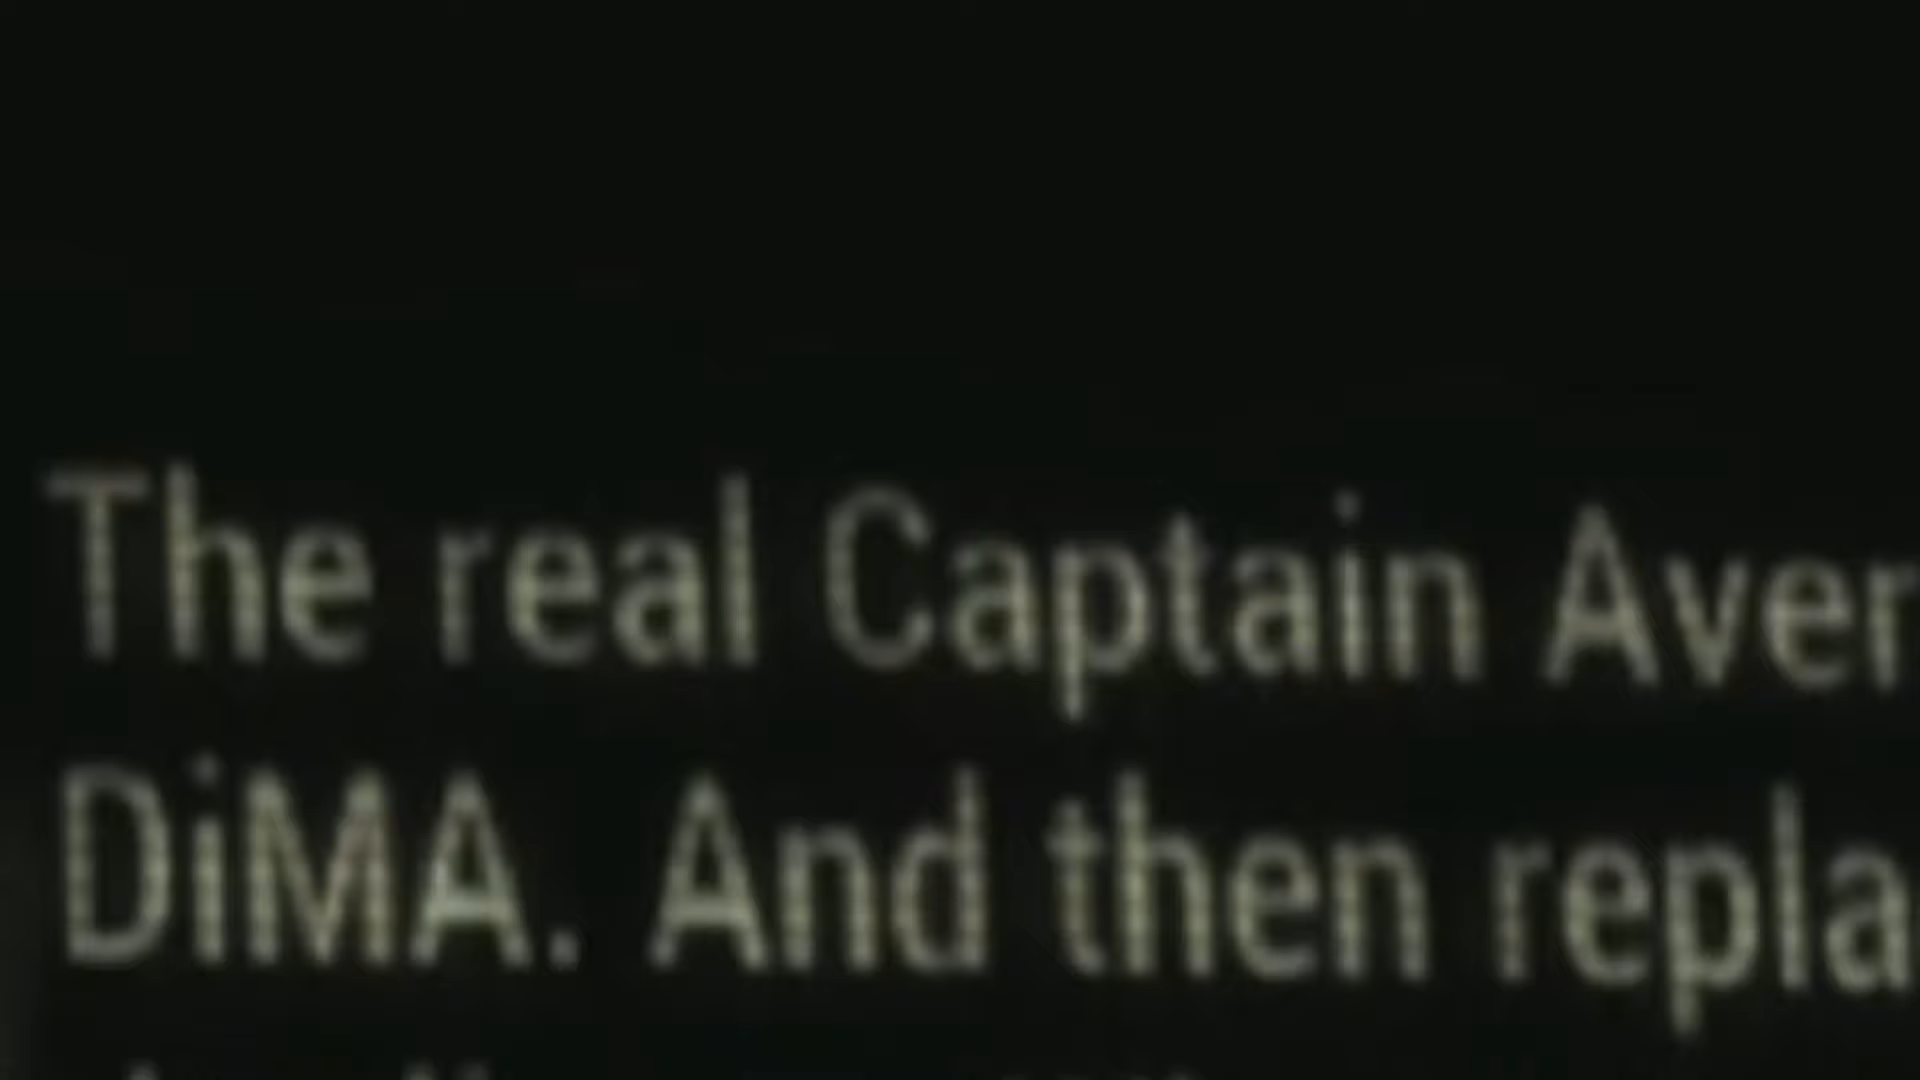 The real Captain Aver
DiMA. And then repla